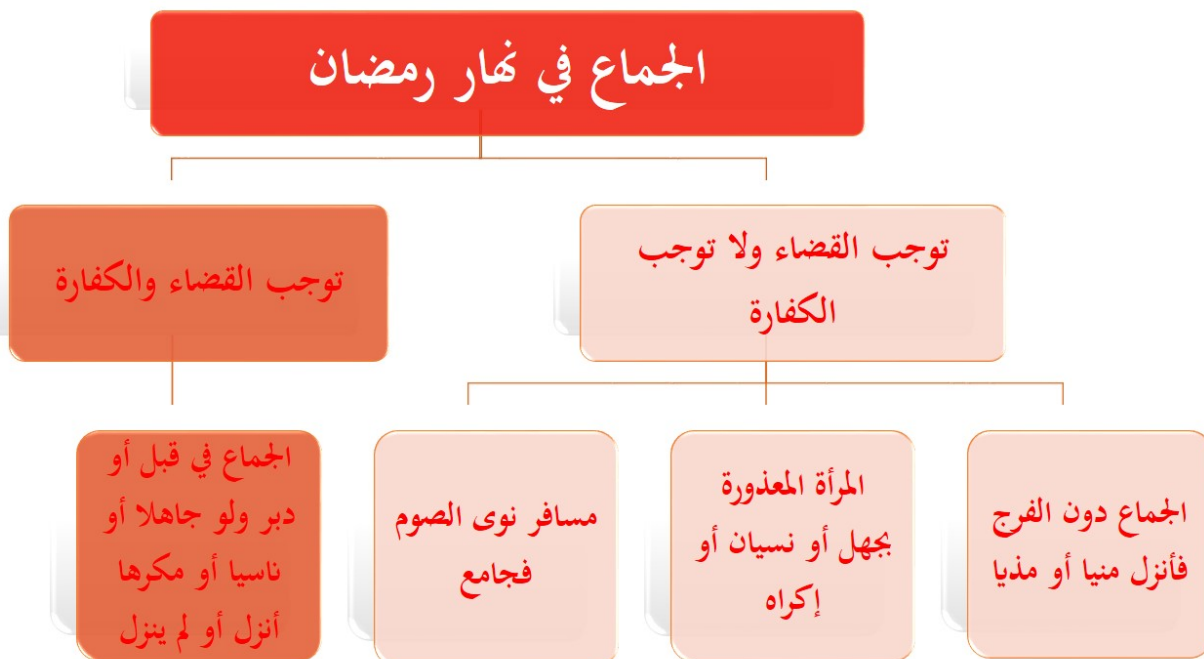 الجماع في نهار رمضان
توجب القضاء ولا توجب
الكفارة
توجب القضاء والكفارة
الجماع دون الفرج
فأنزل منيا أو مذيا
المرأة المعذورة
بجهل أو نسيان أو
إكراه
مسافر نوى الصوم
فجامع
الجماع في قبل أو
دبر ولو جاهلا أو
ناسيا أو مكرها
أنزل أو لم ينزل